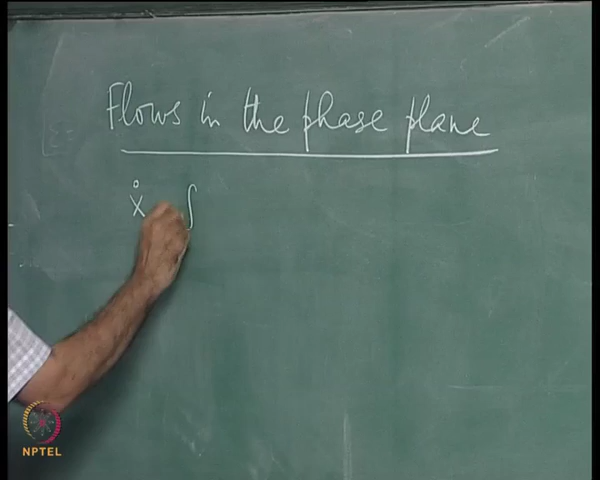 Flows in the phase plane
ẋ
NPTEL